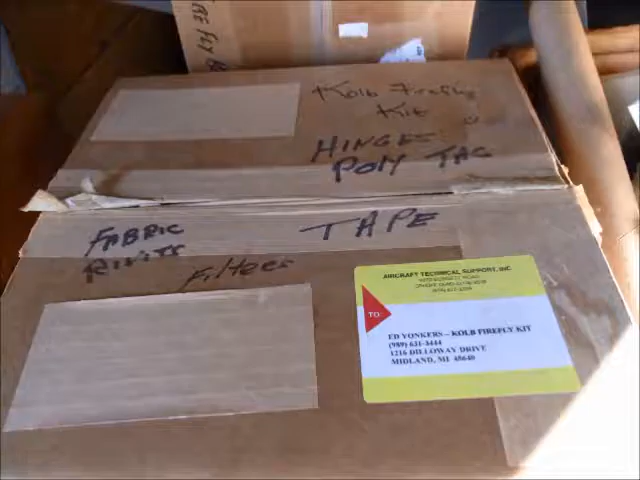 Kolb Firefly
Kit
HINGES
POLY TAC
FABRIC
RIVITS
TAPE
Filters
AIRCRAFT TECHNICAL SUPPORT, INC
TO:
ED YONKERS – KOLB FIREFLY KIT
(989) 631-3444
1216 DILLOWAY DRIVE
MIDLAND, MI 48640